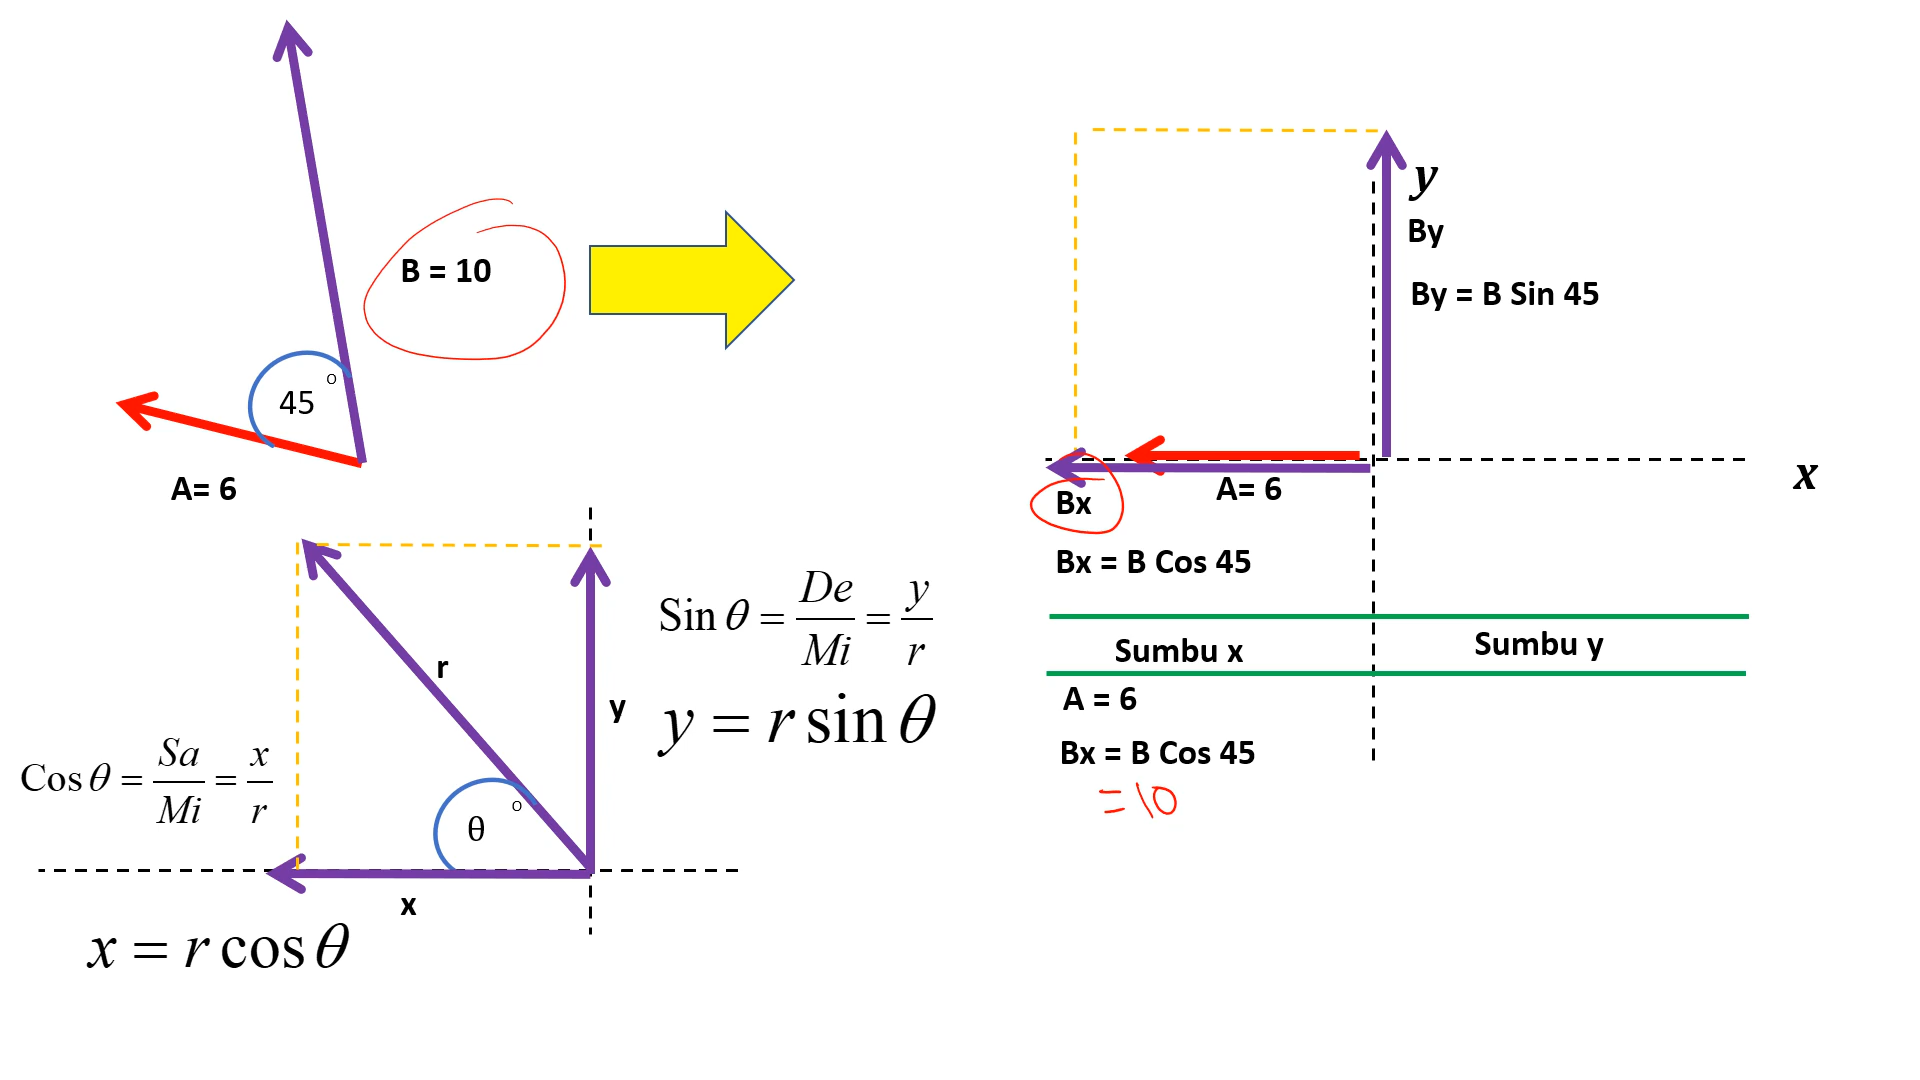 B = 10
45 o
A= 6
r
y
Sin θ = De/Mi = y/r
y = r sin θ
Cos θ = Sa/Mi = x/r
θ o
x
x = r cos θ
y
By
By = B Sin 45
x
A= 6
Bx
Bx = B Cos 45
Sumbu x
Sumbu y
A = 6
Bx = B Cos 45
= 10